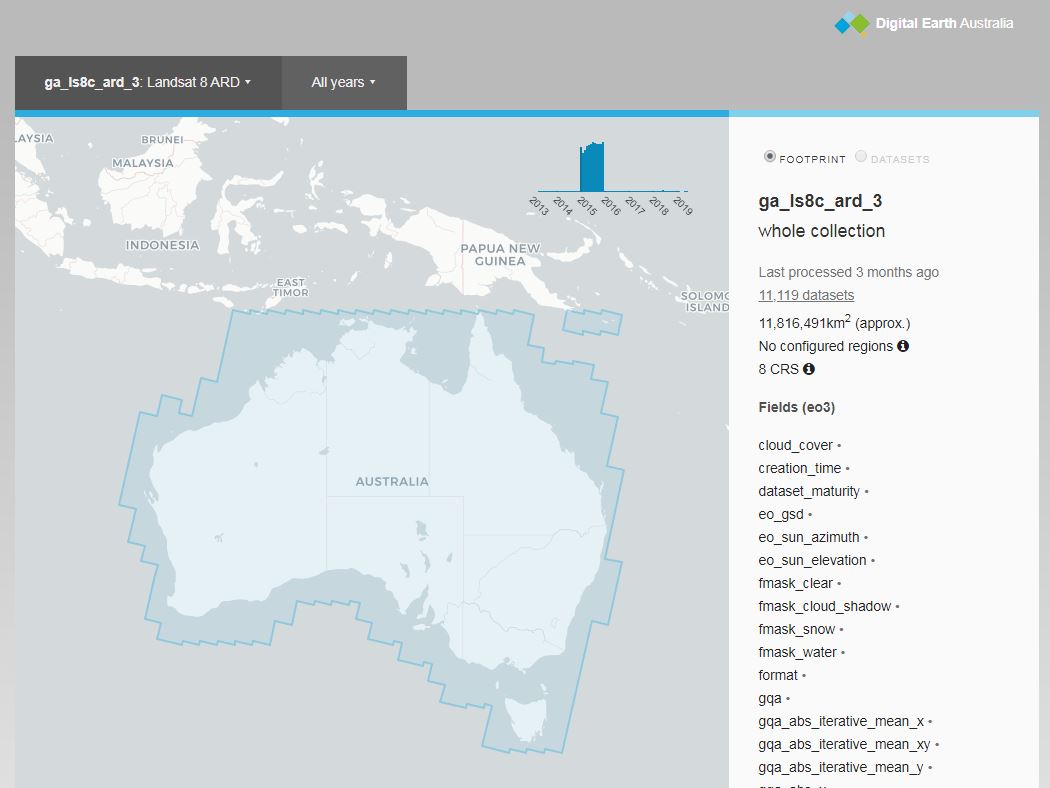 Digital Earth Australia
ga_ls8c_ard_3: Landsat 8 ARD
All years
LAYSIA
BRUNEI
MALAYSIA
INDONESIA
EAST
TIMOR
PAPUA NEW
GUINEA
SOLOMO
ISLAND
AUSTRALIA
2013
2014
2015
2016
2017
2018
2019
FOOTPRINT DATASETS
ga_ls8c_ard_3
whole collection
Last processed 3 months ago
11,119 datasets
11,816,491km2 (approx.)
No configured regions
8 CRS
Fields (eo3)
cloud_cover •
creation_time •
dataset_maturity •
eo_gsd •
eo_sun_azimuth •
eo_sun_elevation •
fmask_clear •
fmask_cloud_shadow •
fmask_snow •
fmask_water •
format •
gqa •
gqa_abs_iterative_mean_x •
gqa_abs_iterative_mean_xy •
gqa_abs_iterative_mean_y •